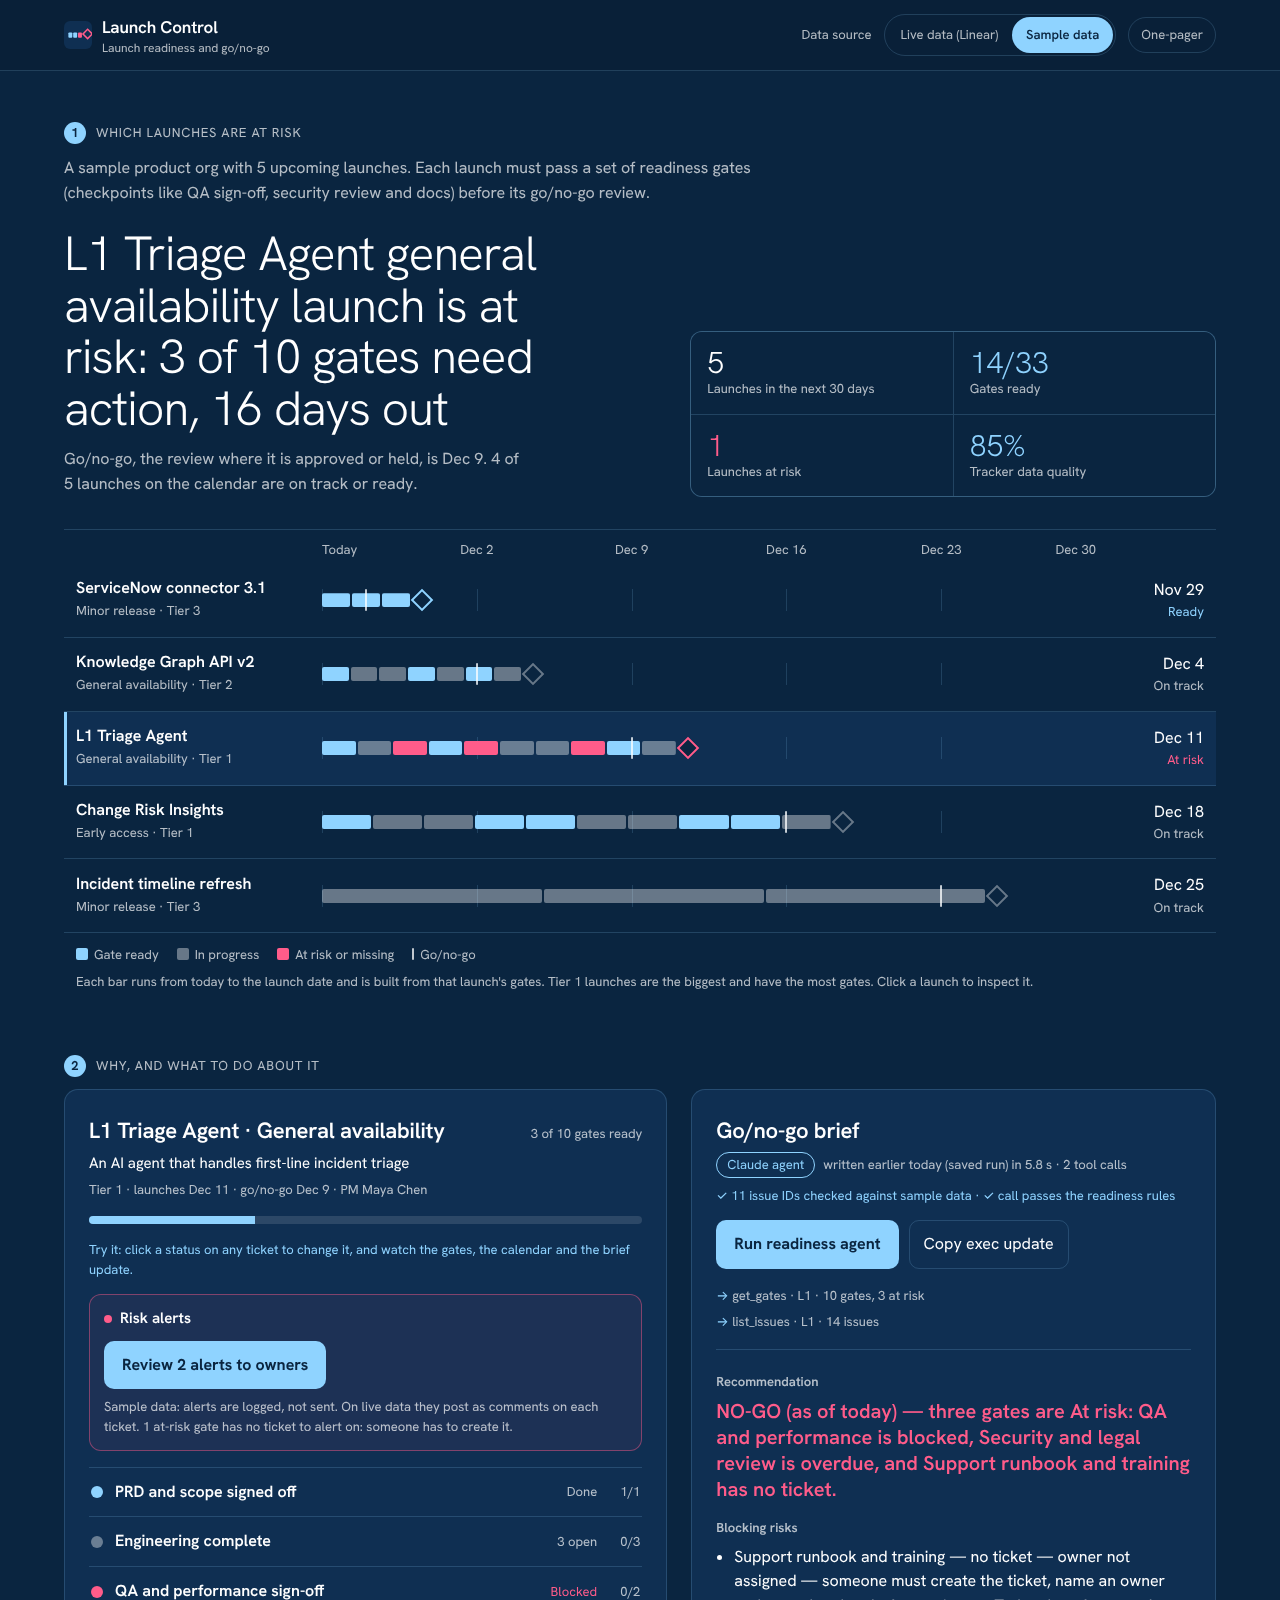 Launch Control
Launch readiness and go/no-go
Data source
Live data (Linear)
Sample data
One-pager
1 WHICH LAUNCHES ARE AT RISK
A sample product org with 5 upcoming launches. Each launch must pass a set of readiness gates
(checkpoints like QA sign-off, security review and docs) before its go/no-go review.
L1 Triage Agent general
availability launch is at
risk: 3 of 10 gates need
action, 16 days out
Go/no-go, the review where it is approved or held, is Dec 9. 4 of
5 launches on the calendar are on track or ready.
5
Launches in the next 30 days
14/33
Gates ready
1
Launches at risk
85%
Tracker data quality
Today Dec 2 Dec 9 Dec 16 Dec 23 Dec 30
ServiceNow connector 3.1
Minor release · Tier 3
Nov 29
Ready
Knowledge Graph API v2
General availability · Tier 2
Dec 4
On track
L1 Triage Agent
General availability · Tier 1
Dec 11
At risk
Change Risk Insights
Early access · Tier 1
Dec 18
On track
Incident timeline refresh
Minor release · Tier 3
Dec 25
On track
Gate ready In progress At risk or missing Go/no-go
Each bar runs from today to the launch date and is built from that launch's gates. Tier 1 launches are the biggest and have the most gates. Click a launch to inspect it.
2 WHY, AND WHAT TO DO ABOUT IT
L1 Triage Agent · General availability
3 of 10 gates ready
An AI agent that handles first-line incident triage
Tier 1 · launches Dec 11 · go/no-go Dec 9 · PM Maya Chen
Try it: click a status on any ticket to change it, and watch the gates, the calendar and the brief
update.
Risk alerts
Review 2 alerts to owners
Sample data: alerts are logged, not sent. On live data they post as comments on each
ticket. 1 at-risk gate has no ticket to alert on: someone has to create it.
PRD and scope signed off Done 1/1
Engineering complete 3 open 0/3
QA and performance sign-off Blocked 0/2
Go/no-go brief
Claude agent written earlier today (saved run) in 5.8 s · 2 tool calls
✓ 11 issue IDs checked against sample data · ✓ call passes the readiness rules
Run readiness agent
Copy exec update
→ get_gates · L1 · 10 gates, 3 at risk
→ list_issues · L1 · 14 issues
Recommendation
NO-GO (as of today) — three gates are At risk: QA
and performance is blocked, Security and legal
review is overdue, and Support runbook and training
has no ticket.
Blocking risks
• Support runbook and training — no ticket — owner not
assigned — someone must create the ticket, name an owner